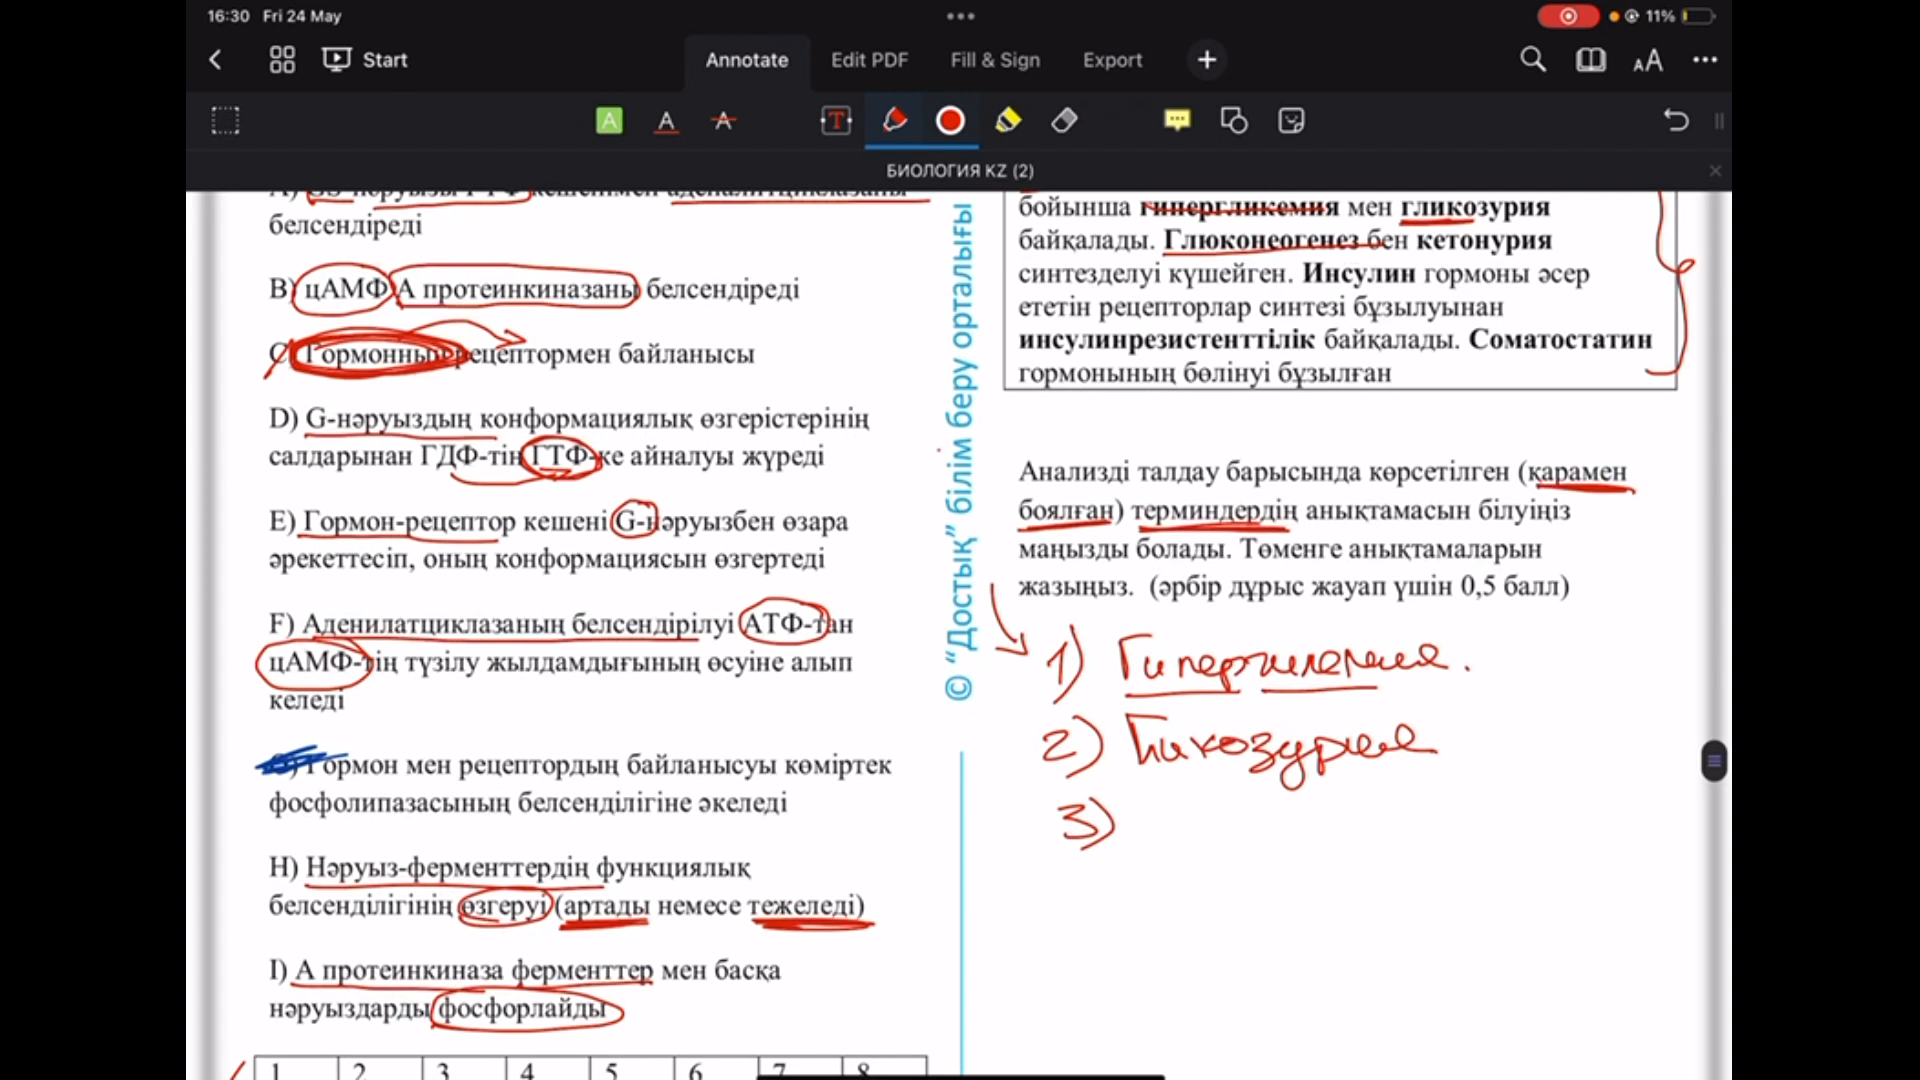 16:30 Fri 24 May
11%
Start
Annotate
Edit PDF
Fill & Sign
Export
БИОЛОГИЯ KZ (2)
A) GS-нәруызы ГТФ кешенімен аденилатциклазаны
белсендіреді
B) цАМФ А протеинкиназаны белсендіреді
C) Гормонның рецептормен байланысы
D) G-нәруыздың конформациялық өзгерістерінің
салдарынан ГДФ-тің ГТФ-ке айналуы жүреді
E) Гормон-рецептор кешені G-нәруызбен өзара
әрекеттесіп, оның конформациясын өзгертеді
F) Аденилатциклазаның белсендірілуі АТФ-тан
цАМФ-тің түзілу жылдамдығының өсуіне алып
келеді
G) Гормон мен рецептордың байланысуы көміртек
фосфолипазасының белсенділігіне әкеледі
H) Нәруыз-ферменттердің функциялық
белсенділігінің өзгеруі (артады немесе тежеледі)
I) А протеинкиназа ферменттер мен басқа
нәруыздарды фосфорлайды
1 2 3 4 5 6 7 8
© “Достық” білім беру орталығы
бойынша гипергликемия мен гликозурия
байқалады. Глюконеогенез бен кетонурия
синтезделуі күшейген. Инсулин гормоны әсер
ететін рецепторлар синтезі бұзылуынан
инсулинрезистенттілік байқалады. Соматостатин
гормонының бөлінуі бұзылған
Анализді талдау барысында көрсетілген (қарамен
боялған) терминдердің анықтамасын білуіңіз
маңызды болады. Төменге анықтамаларын
жазыңыз. (әрбір дұрыс жауап үшін 0,5 балл)
1)
2) Гликозурия
3)